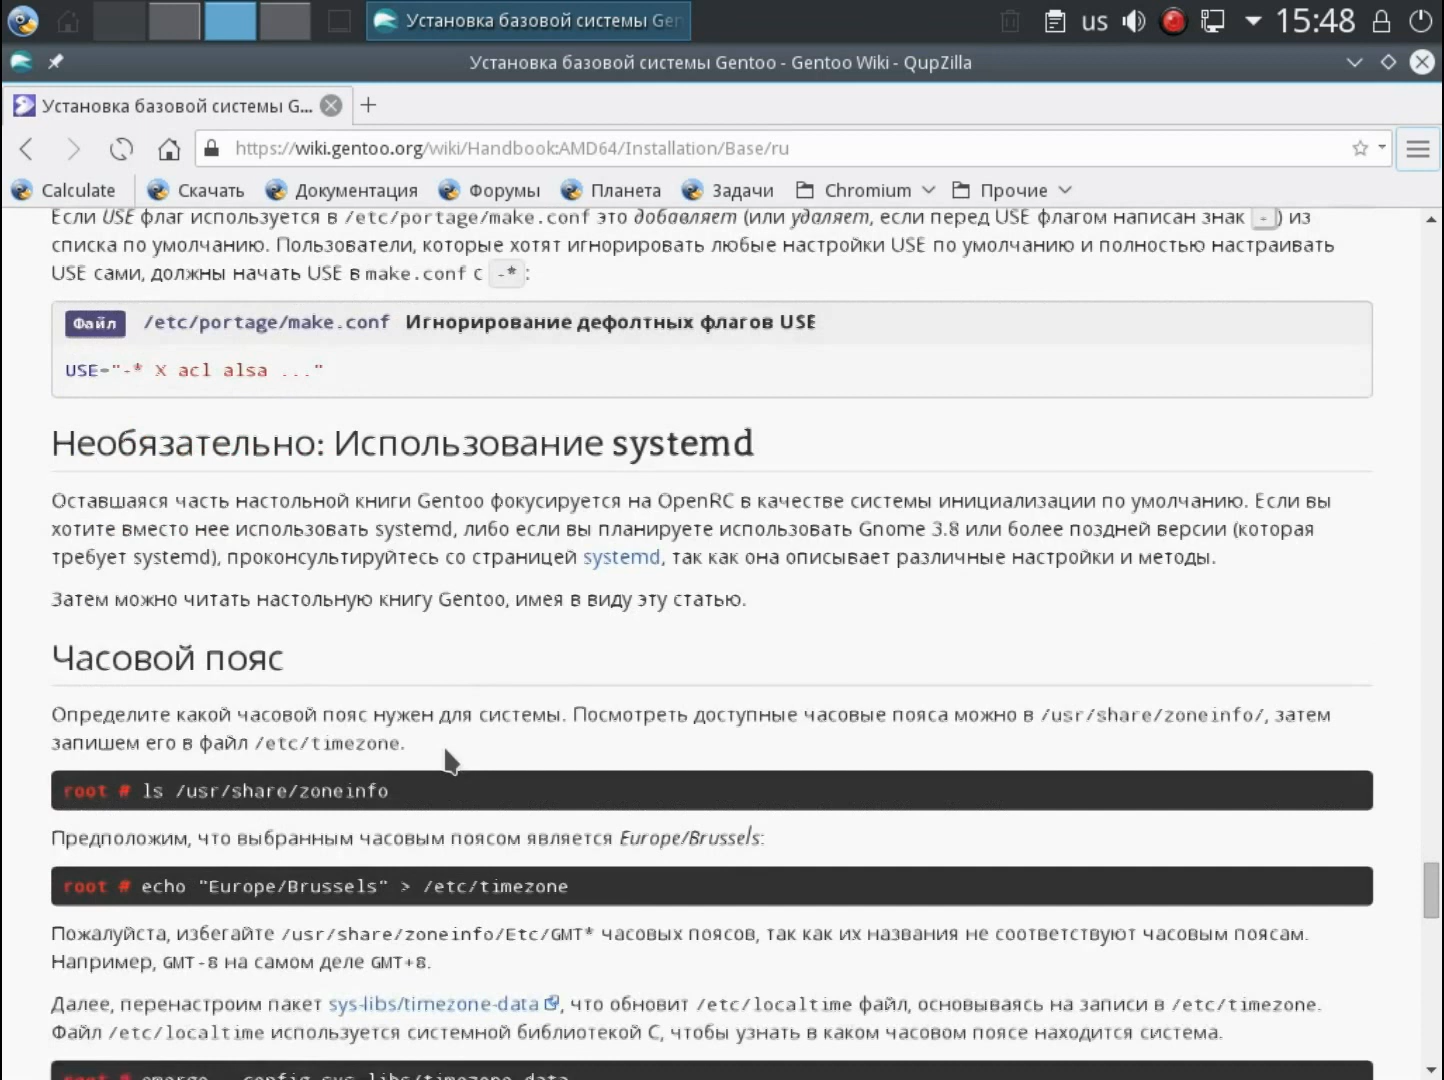 Установка базовой системы Gen
us
15:48
Установка базовой системы Gentoo - Gentoo Wiki - QupZilla
Установка базовой системы G...
https://wiki.gentoo.org/wiki/Handbook:AMD64/Installation/Base/ru
Calculate Скачать Документация Форумы Планета Задачи Chromium Прочие
Если USE флаг используется в /etc/portage/make.conf это добавляет (или удаляет, если перед USE флагом написан знак - ) из
списка по умолчанию. Пользователи, которые хотят игнорировать любые настройки USE по умолчанию и полностью настраивать
USE сами, должны начать USE в make.conf с -* :
Файл /etc/portage/make.conf Игнорирование дефолтных флагов USE
USE="-* X acl alsa ..."
Необязательно: Использование systemd
Оставшаяся часть настольной книги Gentoo фокусируется на OpenRC в качестве системы инициализации по умолчанию. Если вы
хотите вместо нее использовать systemd, либо если вы планируете использовать Gnome 3.8 или более поздней версии (которая
требует systemd), проконсультируйтесь со страницей systemd, так как она описывает различные настройки и методы.
Затем можно читать настольную книгу Gentoo, имея в виду эту статью.
Часовой пояс
Определите какой часовой пояс нужен для системы. Посмотреть доступные часовые пояса можно в /usr/share/zoneinfo/, затем
запишем его в файл /etc/timezone.
root # ls /usr/share/zoneinfo
Предположим, что выбранным часовым поясом является Europe/Brussels:
root # echo "Europe/Brussels" > /etc/timezone
Пожалуйста, избегайте /usr/share/zoneinfo/Etc/GMT* часовых поясов, так как их названия не соответствуют часовым поясам.
Например, GMT-8 на самом деле GMT+8.
Далее, перенастроим пакет sys-libs/timezone-data, что обновит /etc/localtime файл, основываясь на записи в /etc/timezone.
Файл /etc/localtime используется системной библиотекой C, чтобы узнать в каком часовом поясе находится система.
root # emerge --config sys-libs/timezone-data